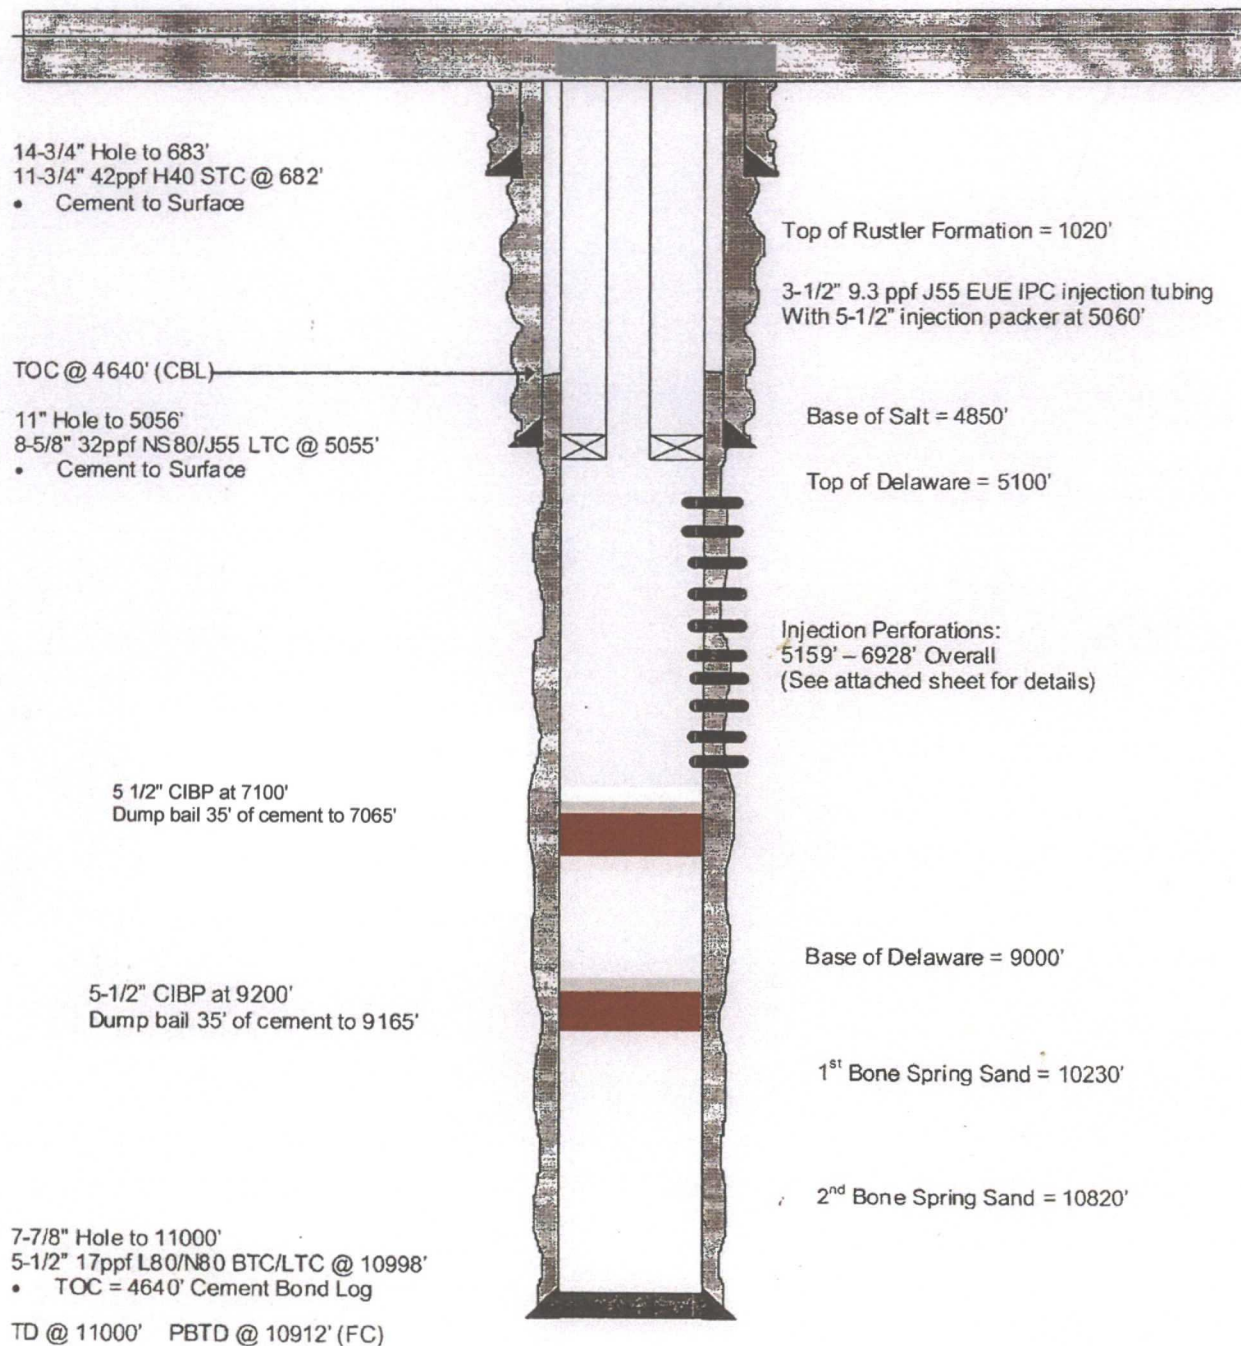 14-3/4" Hole to 683'
11-3/4" 42ppf H40 STC @ 682'
• Cement to Surface
Top of Rustler Formation = 1020'
3-1/2" 9.3 ppf J55 EUE IPC injection tubing
With 5-1/2" injection packer at 5060'
TOC @ 4640' (CBL)
11" Hole to 5056'
8-5/8" 32ppf NS80/J55 LTC @ 5055'
• Cement to Surface
Base of Salt = 4850'
Top of Delaware = 5100'
Injection Perforations:
5159' – 6928' Overall
(See attached sheet for details)
5 1/2" CIBP at 7100'
Dump bail 35' of cement to 7065'
Base of Delaware = 9000'
5-1/2" CIBP at 9200'
Dump bail 35' of cement to 9165'
1st Bone Spring Sand = 10230'
2nd Bone Spring Sand = 10820'
7-7/8" Hole to 11000'
5-1/2" 17ppf L80/N80 BTC/LTC @ 10998'
• TOC = 4640' Cement Bond Log
TD @ 11000' PBTD @ 10912' (FC)